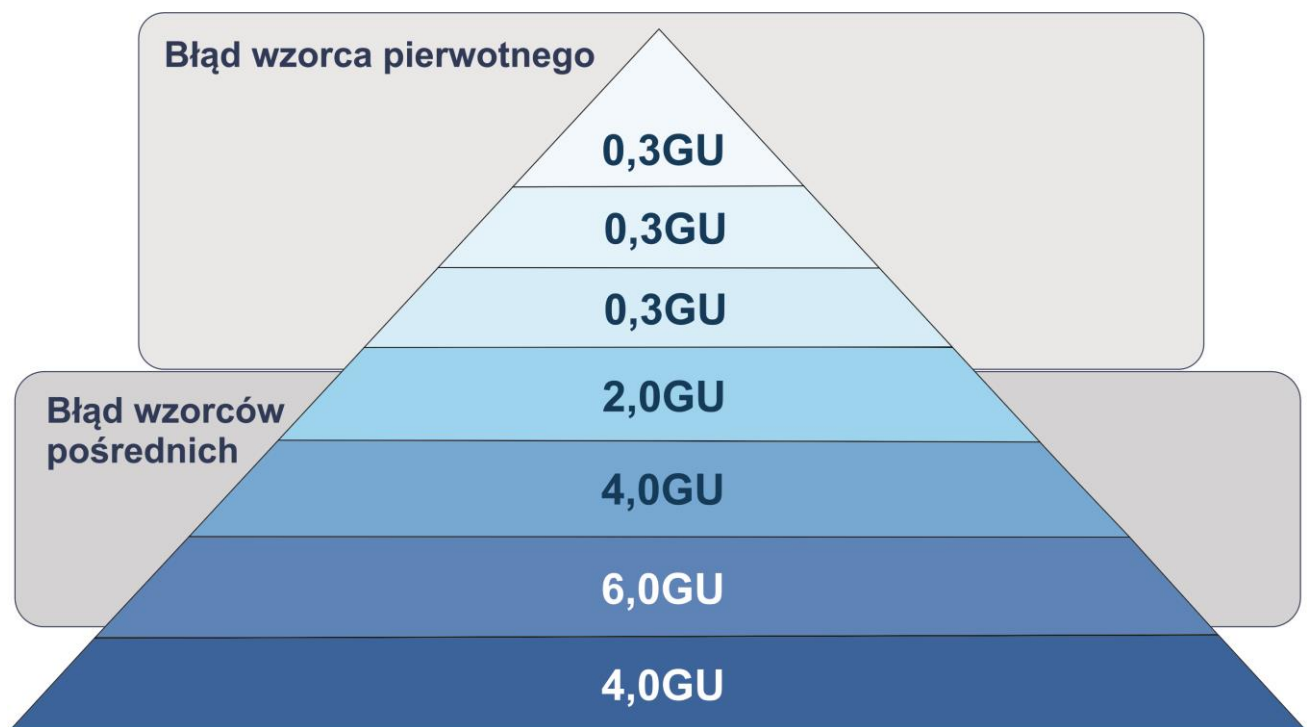 Błąd wzorca pierwotnego
0,3GU
0,3GU
0,3GU
Błąd wzorców
pośrednich
2,0GU
4,0GU
6,0GU
4,0GU